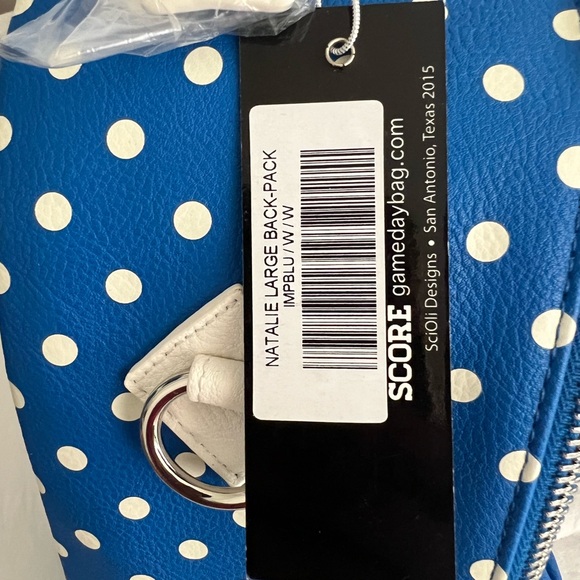 NATALIE LARGE BACK-PACK
IMPBLU / W / W
SCORE gamedaybag.com
SciOli Designs • San Antonio, Texas 2015